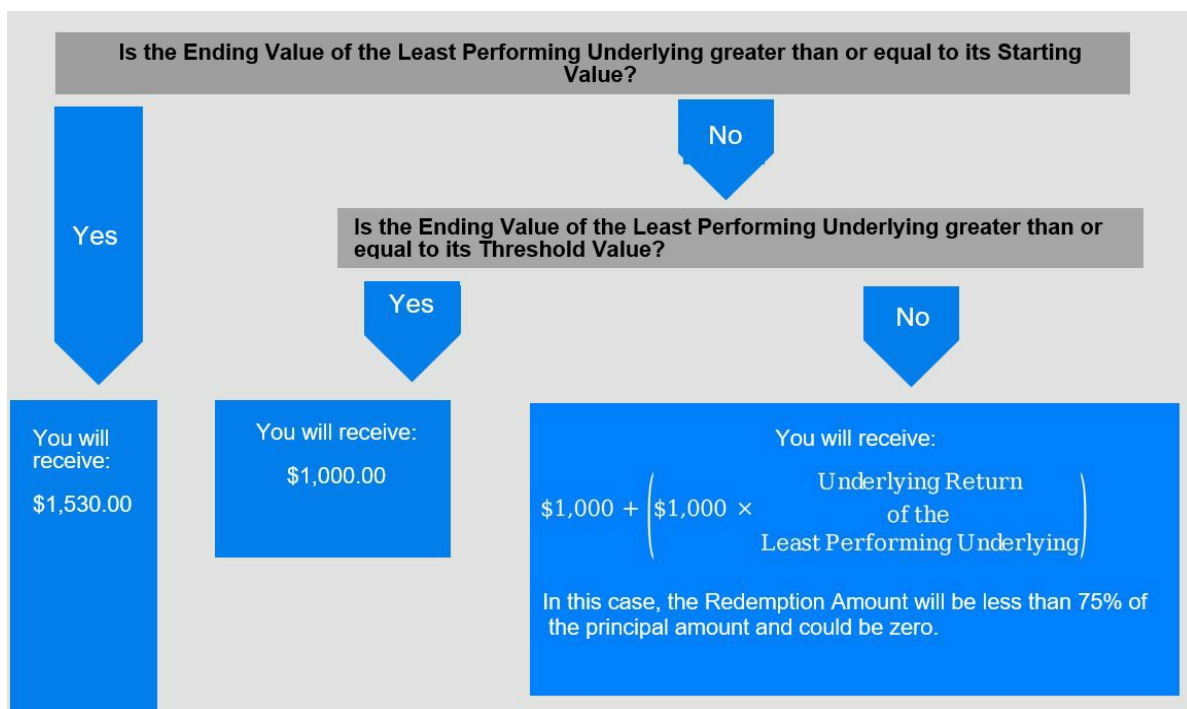 Is the Ending Value of the Least Performing Underlying greater than or equal to its Starting
Value?
Yes
No
Is the Ending Value of the Least Performing Underlying greater than or
equal to its Threshold Value?
Yes
No
You will
receive:
$1,530.00
You will receive:
$1,000.00
You will receive:
$1,000 + ($1,000 × Underlying Return
of the
Least Performing Underlying)
In this case, the Redemption Amount will be less than 75% of
the principal amount and could be zero.